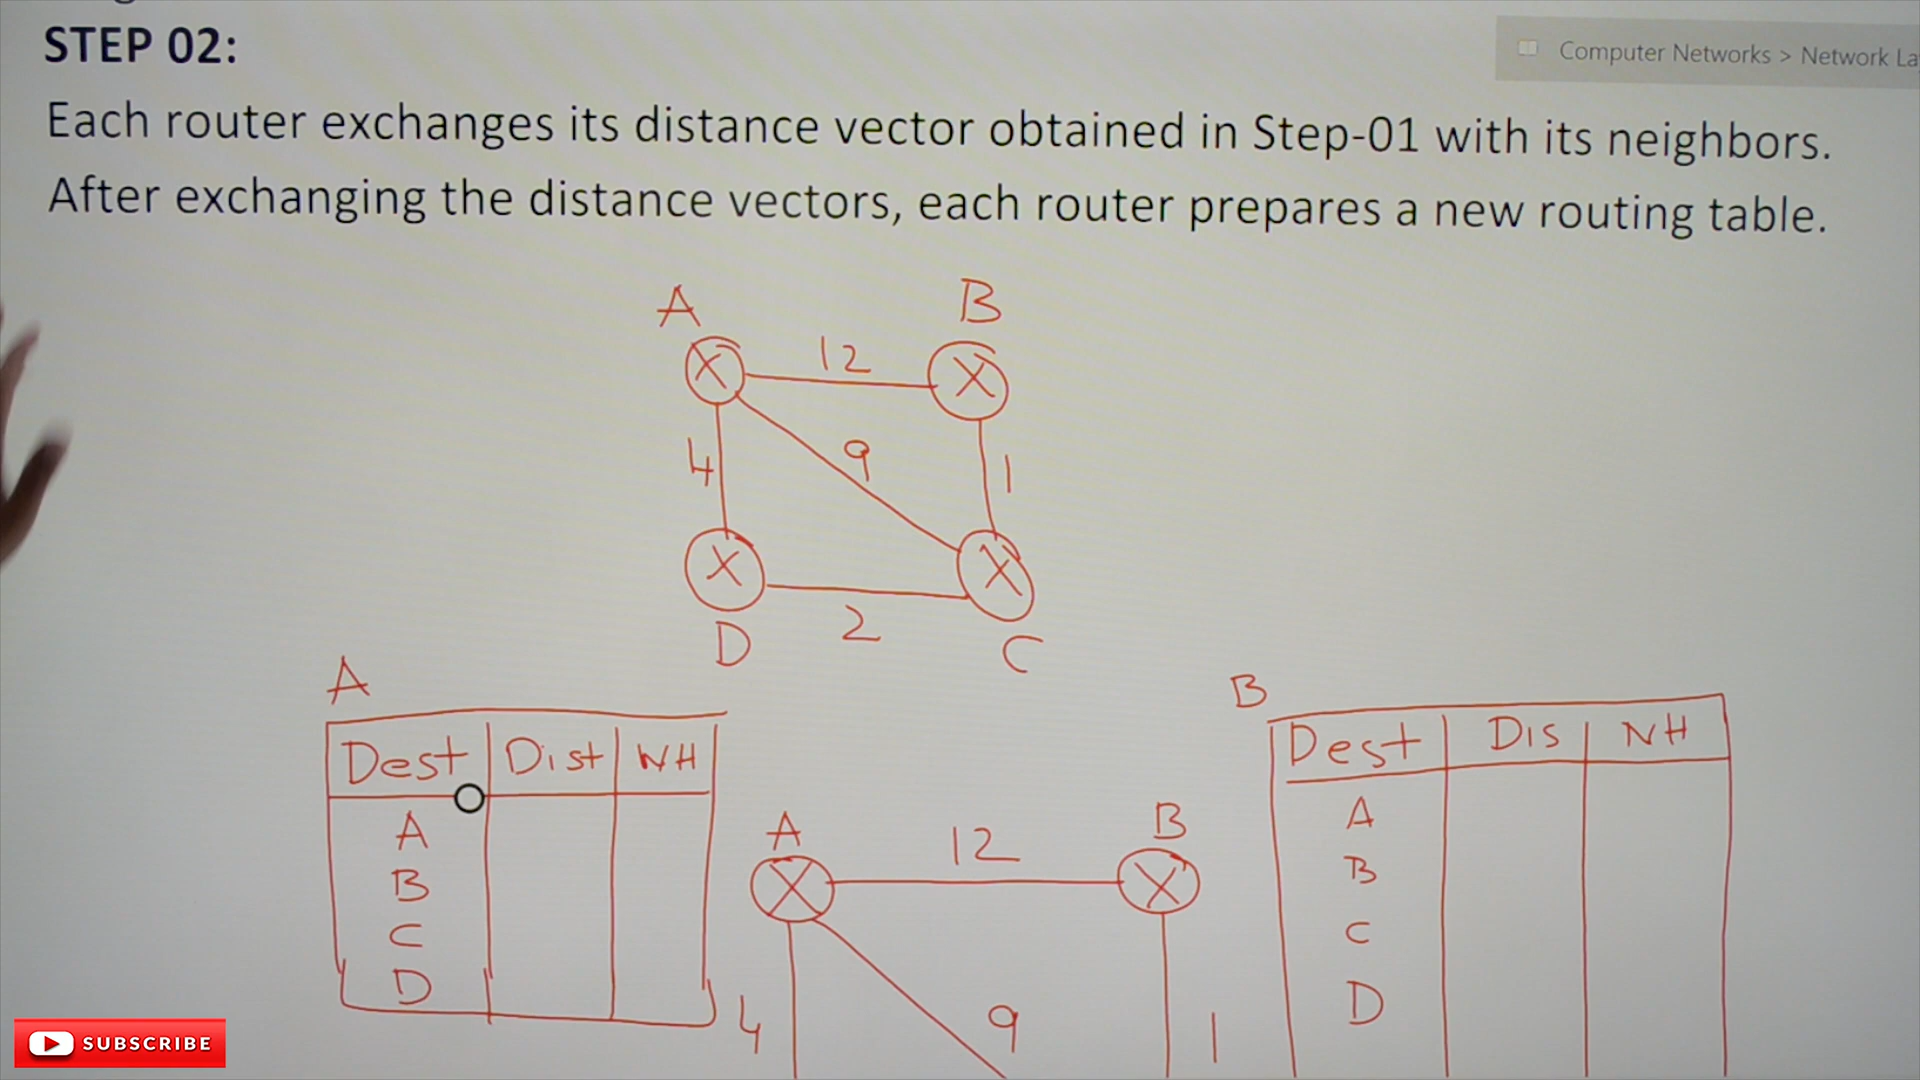 STEP 02:
Computer Networks > Network La
Each router exchanges its distance vector obtained in Step-01 with its neighbors.
After exchanging the distance vectors, each router prepares a new routing table.
A
B
12
4
9
1
2
D
C
A
Dest Dist NH
A
B
C
D
B
Dest Dis NH
A
B
C
D
A
B
12
4
9
1
SUBSCRIBE